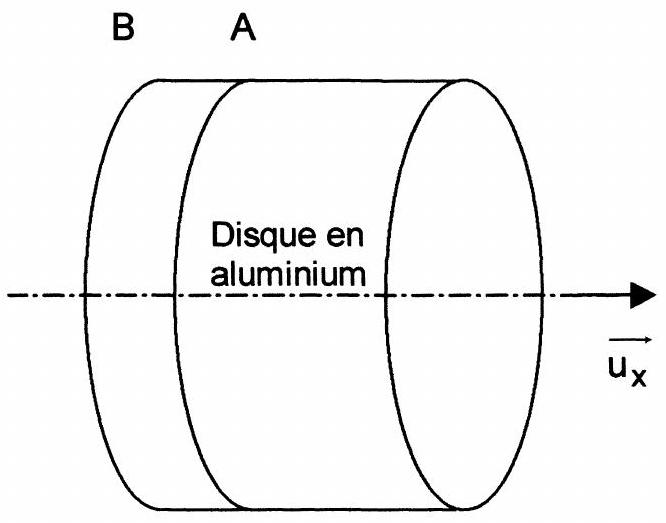 B A
Disque en
aluminium
u_x